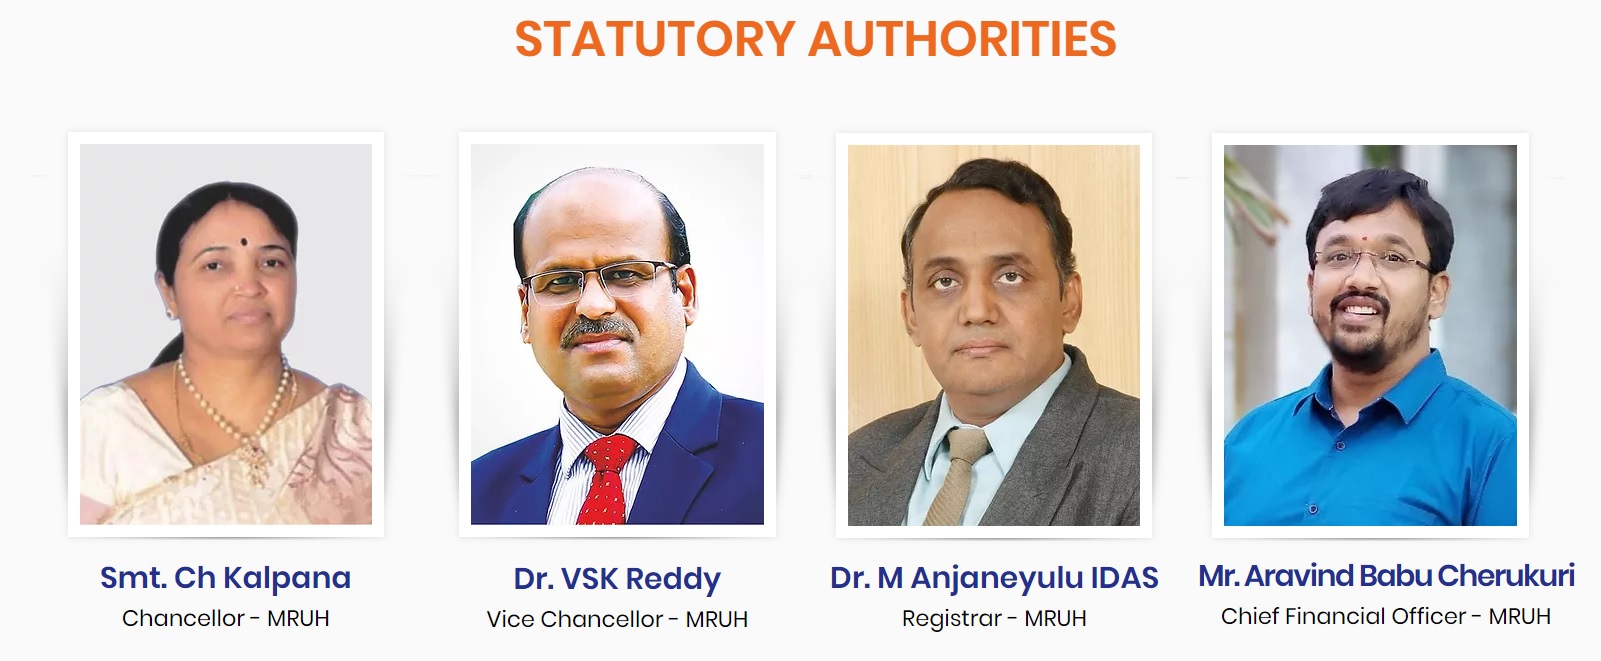 STATUTORY AUTHORITIES
Smt. Ch Kalpana
Chancellor - MRUH
Dr. VSK Reddy
Vice Chancellor - MRUH
Dr. M Anjaneyulu IDAS
Registrar - MRUH
Mr. Aravind Babu Cherukuri
Chief Financial Officer - MRUH